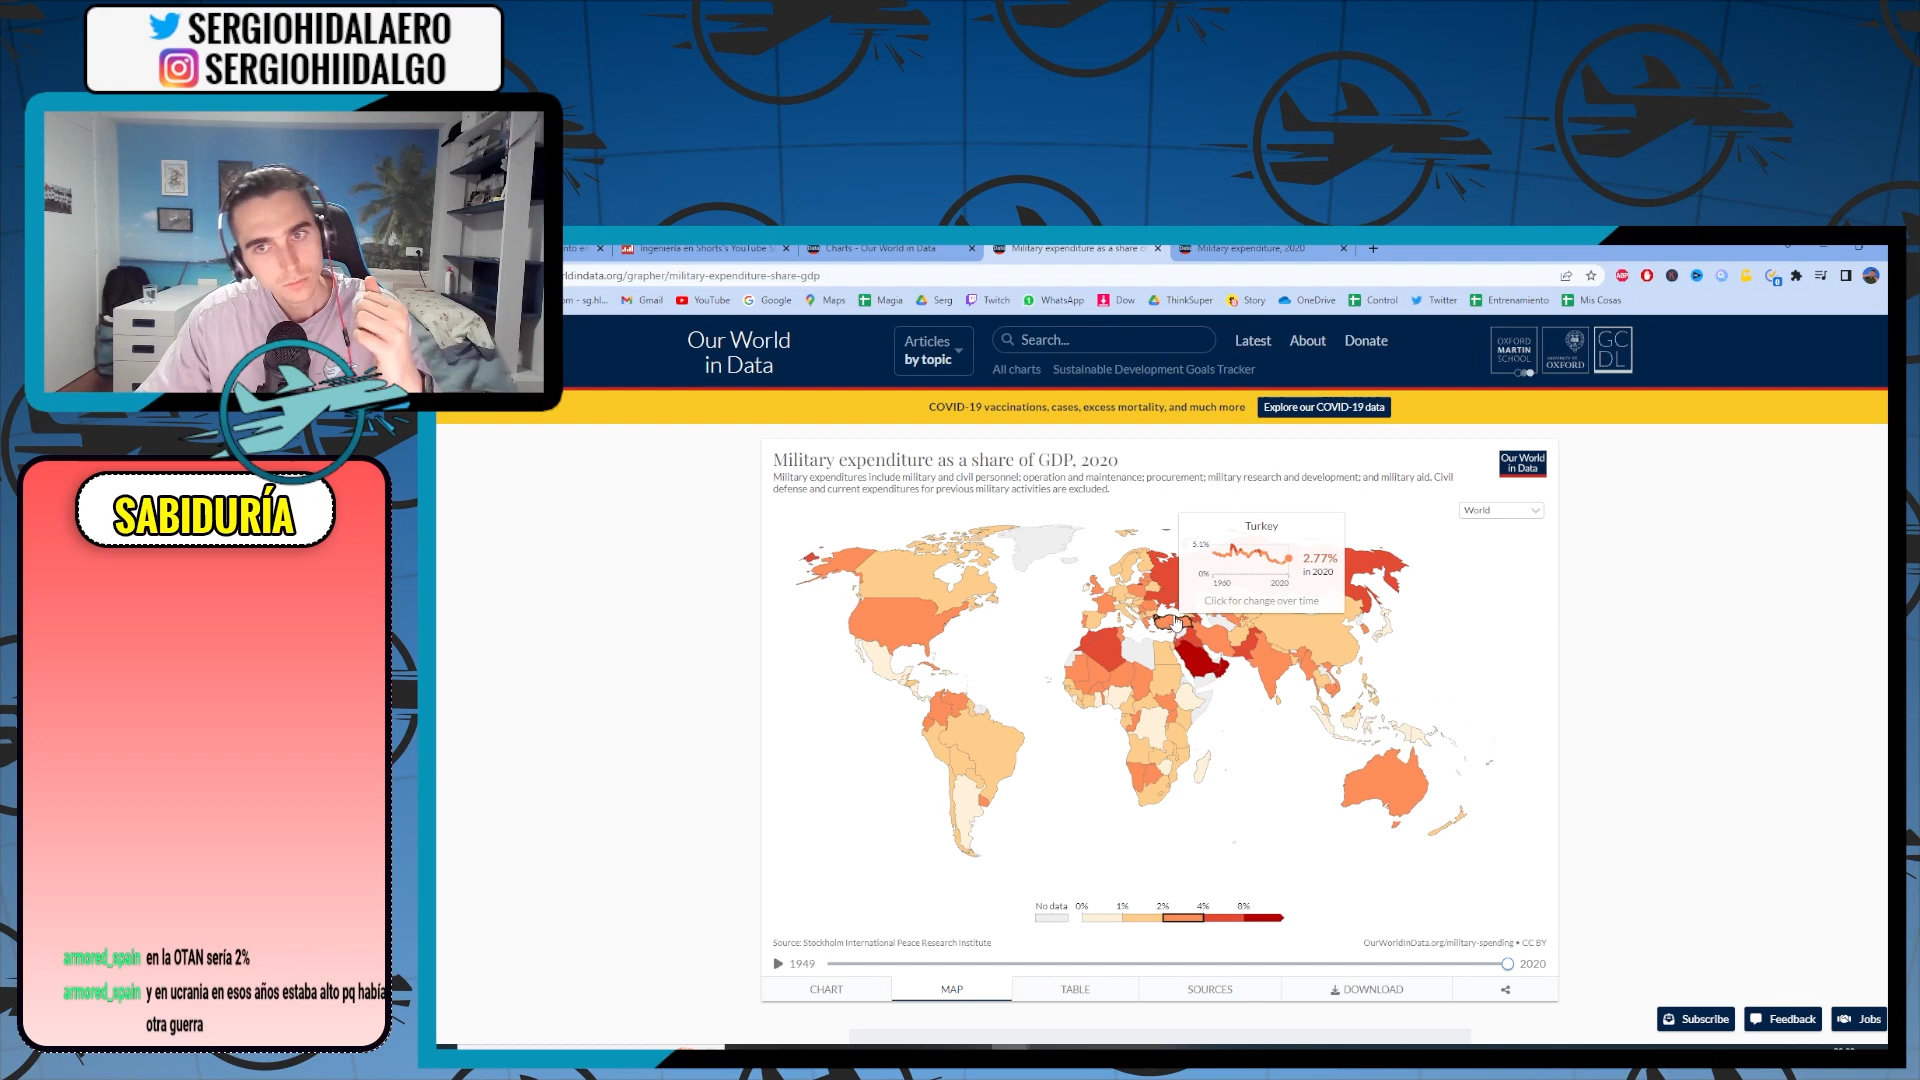 SERGIOHIDALAERO
SERGIOHIIDALGO
Ingeniería en Shorts's YouTube S
Charts - Our World in Data
Military expenditure as a share o
Military expenditure, 2020
ldindata.org/grapher/military-expenditure-share-gdp
om - sg.hl... Gmail YouTube Google Maps Magia Serg Twitch WhatsApp Dow ThinkSuper Story OneDrive Control Twitter Entrenamiento Mis Cosas
Our World
in Data
Articles
by topic
Search...
Latest About Donate
All charts Sustainable Development Goals Tracker
OXFORD
MARTIN
SCHOOL
UNIVERSITY OF
OXFORD
GC
DL
COVID-19 vaccinations, cases, excess mortality, and much more Explore our COVID-19 data
Military expenditure as a share of GDP, 2020
Military expenditures include military and civil personnel; operation and maintenance; procurement; military research and development; and military aid. Civil
defense and current expenditures for previous military activities are excluded.
Our World
in Data
World
Turkey
5.1%
2.77%
in 2020
0%
1960 2020
Click for change over time
No data 0% 1% 2% 4% 8%
Source: Stockholm International Peace Research Institute
OurWorldInData.org/military-spending • CC BY
1949 2020
CHART MAP TABLE SOURCES DOWNLOAD
Subscribe Feedback Jobs
SABIDURÍA
armored_spain en la OTAN sería 2%
armored_spain y en ucrania en esos años estaba alto pq había
otra guerra